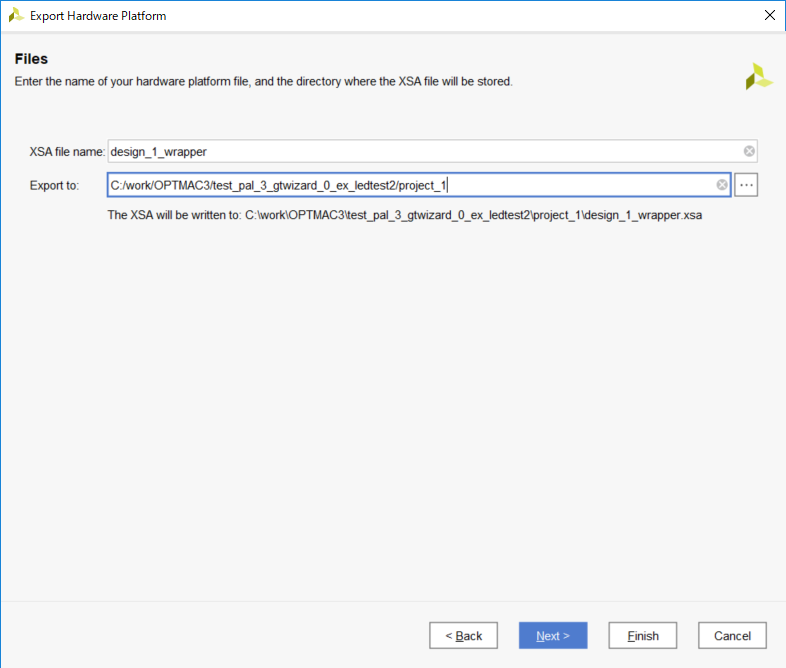 Export Hardware Platform
Files
Enter the name of your hardware platform file, and the directory where the XSA file will be stored.
XSA file name: design_1_wrapper
Export to: C:/work/OPTMAC3/test_pal_3_gtwizard_0_ex_ledtest2/project_1
The XSA will be written to: C:\work\OPTMAC3\test_pal_3_gtwizard_0_ex_ledtest2\project_1\design_1_wrapper.xsa
< Back Next > Finish Cancel